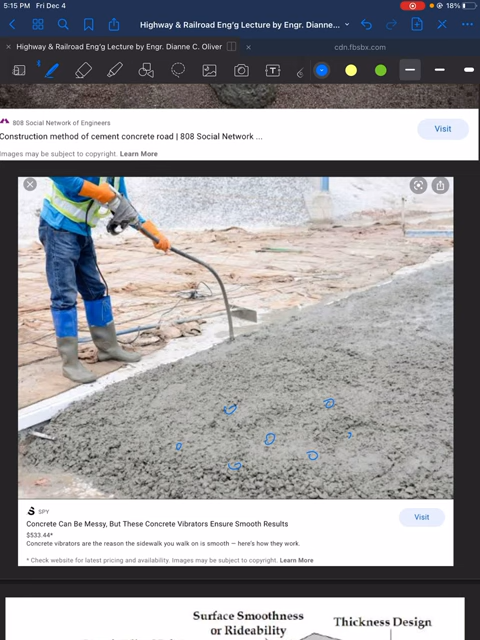 5:15 PM Fri Dec 4
18%
Highway & Railroad Eng'g Lecture by Engr. Dianne...
Highway & Railroad Eng'g Lecture by Engr. Dianne C. Oliver
cdn.fbsbx.com
808 Social Network of Engineers
Construction method of cement concrete road | 808 Social Network ...
Visit
Images may be subject to copyright. Learn More
SPY
Concrete Can Be Messy, But These Concrete Vibrators Ensure Smooth Results
Visit
$533.44*
Concrete vibrators are the reason the sidewalk you walk on is smooth — here's how they work.
* Check website for latest pricing and availability. Images may be subject to copyright. Learn More
Surface Smoothness
or Rideability
Thickness Design